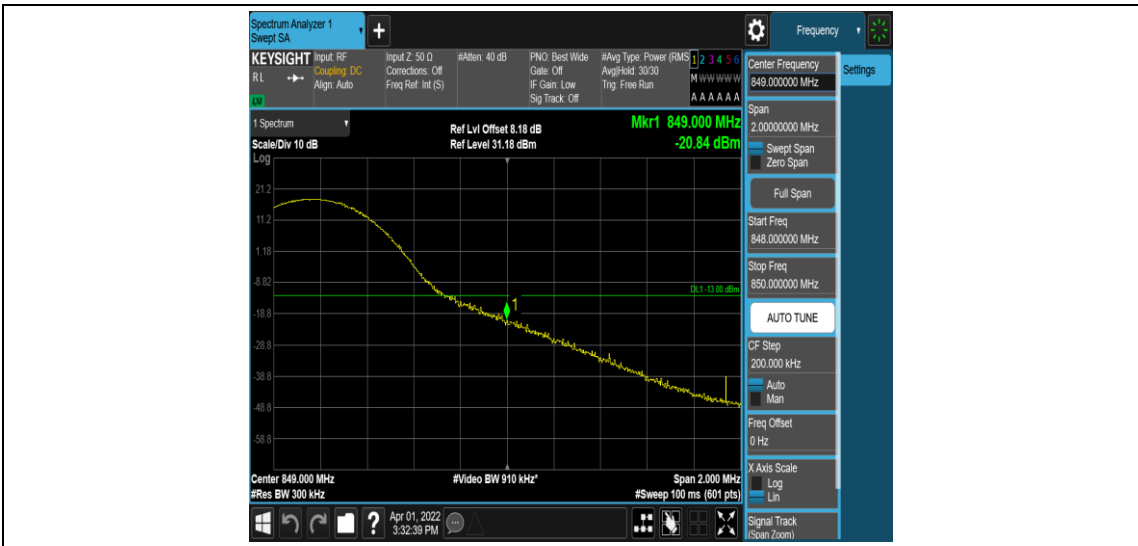 Spectrum Analyzer 1
Swept SA
+
Frequency
KEYSIGHT
R L
LXI
Input: RF
Coupling: DC
Align: Auto
Input Z: 50 Ω
Corrections: Off
Freq Ref: Int (S)
#Atten: 40 dB
PNO: Best Wide
Gate: Off
IF Gain: Low
Sig Track: Off
#Avg Type: Power (RMS
Avg|Hold: 30/30
Trig: Free Run
1 2 3 4 5 6
M W W W W W
A A A A A A
Center Frequency
849.000000 MHz
Settings
Span
2.00000000 MHz
Swept Span
Zero Span
Full Span
Start Freq
848.000000 MHz
Stop Freq
850.000000 MHz
AUTO TUNE
CF Step
200.000 kHz
Auto
Man
Freq Offset
0 Hz
X Axis Scale
Log
Lin
Signal Track
(Span Zoom)
1 Spectrum
Scale/Div 10 dB
Ref Lvl Offset 8.18 dB
Ref Level 31.18 dBm
Mkr1 849.000 MHz
-20.84 dBm
Log
21.2
11.2
1.18
-8.82
DL1 -13.00 dBm
1
-18.8
-28.8
-38.8
-48.8
-58.8
Center 849.000 MHz
#Video BW 910 kHz*
Span 2.000 MHz
#Res BW 300 kHz
#Sweep 100 ms (601 pts)
?
Apr 01, 2022
3:32:39 PM